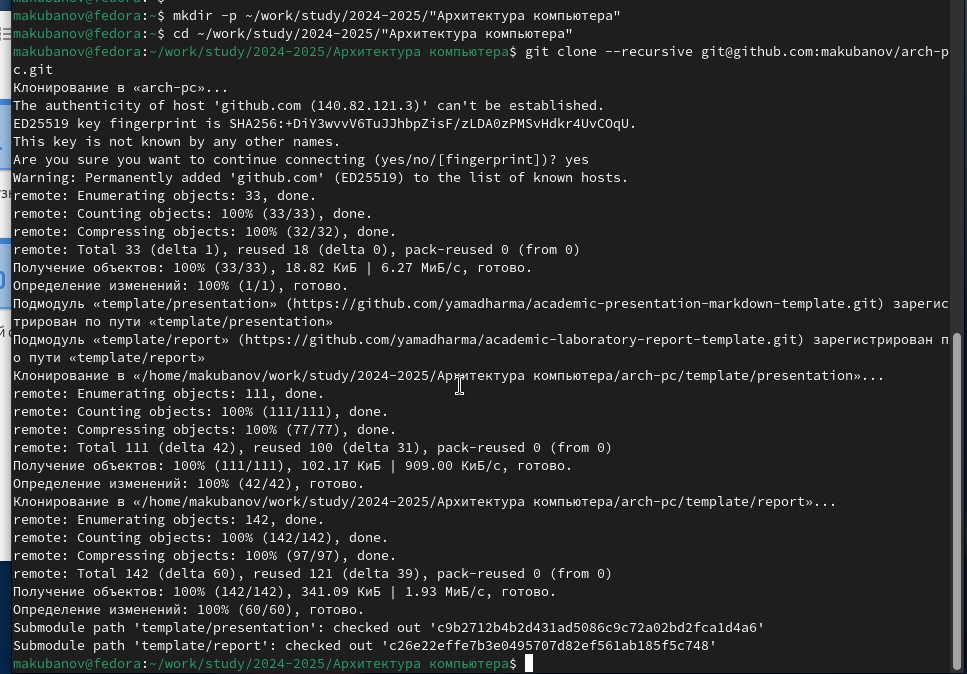 makubanov@fedora:~$ mkdir -p ~/work/study/2024-2025/"Архитектура компьютера"
makubanov@fedora:~$ cd ~/work/study/2024-2025/"Архитектура компьютера"
makubanov@fedora:~/work/study/2024-2025/Архитектура компьютера$ git clone --recursive git@github.com:makubanov/arch-p
c.git
Клонирование в «arch-pc»...
The authenticity of host 'github.com (140.82.121.3)' can't be established.
ED25519 key fingerprint is SHA256:+DiY3wvvV6TuJJhbpZisF/zLDA0zPMSvHdkr4UvCOqU.
This key is not known by any other names.
Are you sure you want to continue connecting (yes/no/[fingerprint])? yes
Warning: Permanently added 'github.com' (ED25519) to the list of known hosts.
remote: Enumerating objects: 33, done.
remote: Counting objects: 100% (33/33), done.
remote: Compressing objects: 100% (32/32), done.
remote: Total 33 (delta 1), reused 18 (delta 0), pack-reused 0 (from 0)
Получение объектов: 100% (33/33), 18.82 КиБ | 6.27 МиБ/с, готово.
Определение изменений: 100% (1/1), готово.
Подмодуль «template/presentation» (https://github.com/yamadharma/academic-presentation-markdown-template.git) зарегис
трирован по пути «template/presentation»
Подмодуль «template/report» (https://github.com/yamadharma/academic-laboratory-report-template.git) зарегистрирован п
о пути «template/report»
Клонирование в «/home/makubanov/work/study/2024-2025/Архитектура компьютера/arch-pc/template/presentation»...
remote: Enumerating objects: 111, done.
remote: Counting objects: 100% (111/111), done.
remote: Compressing objects: 100% (77/77), done.
remote: Total 111 (delta 42), reused 100 (delta 31), pack-reused 0 (from 0)
Получение объектов: 100% (111/111), 102.17 КиБ | 909.00 КиБ/с, готово.
Определение изменений: 100% (42/42), готово.
Клонирование в «/home/makubanov/work/study/2024-2025/Архитектура компьютера/arch-pc/template/report»...
remote: Enumerating objects: 142, done.
remote: Counting objects: 100% (142/142), done.
remote: Compressing objects: 100% (97/97), done.
remote: Total 142 (delta 60), reused 121 (delta 39), pack-reused 0 (from 0)
Получение объектов: 100% (142/142), 341.09 КиБ | 1.93 МиБ/с, готово.
Определение изменений: 100% (60/60), готово.
Submodule path 'template/presentation': checked out 'c9b2712b4b2d431ad5086c9c72a02bd2fca1d4a6'
Submodule path 'template/report': checked out 'c26e22effe7b3e0495707d82ef561ab185f5c748'
makubanov@fedora:~/work/study/2024-2025/Архитектура компьютера$